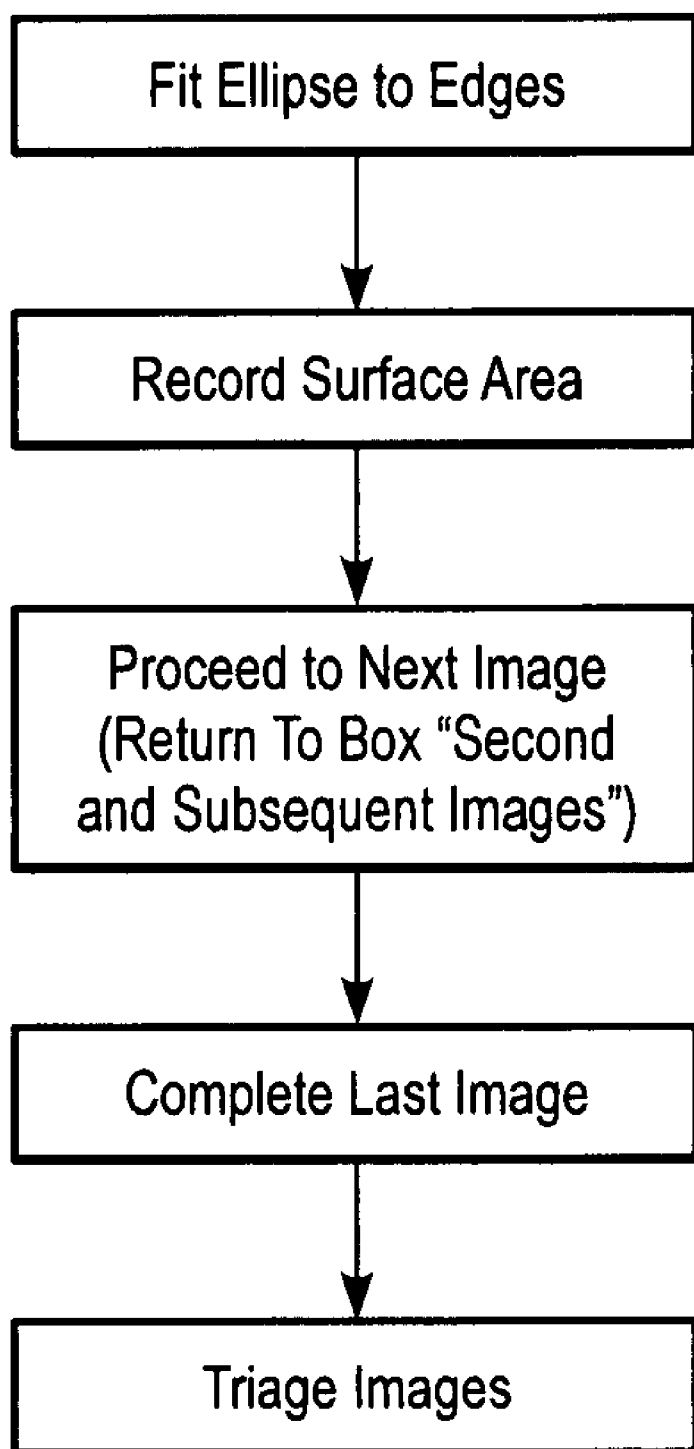 Fit Ellipse to Edges
Record Surface Area
Proceed to Next Image
(Return To Box “Second
and Subsequent Images”)
Complete Last Image
Triage Images